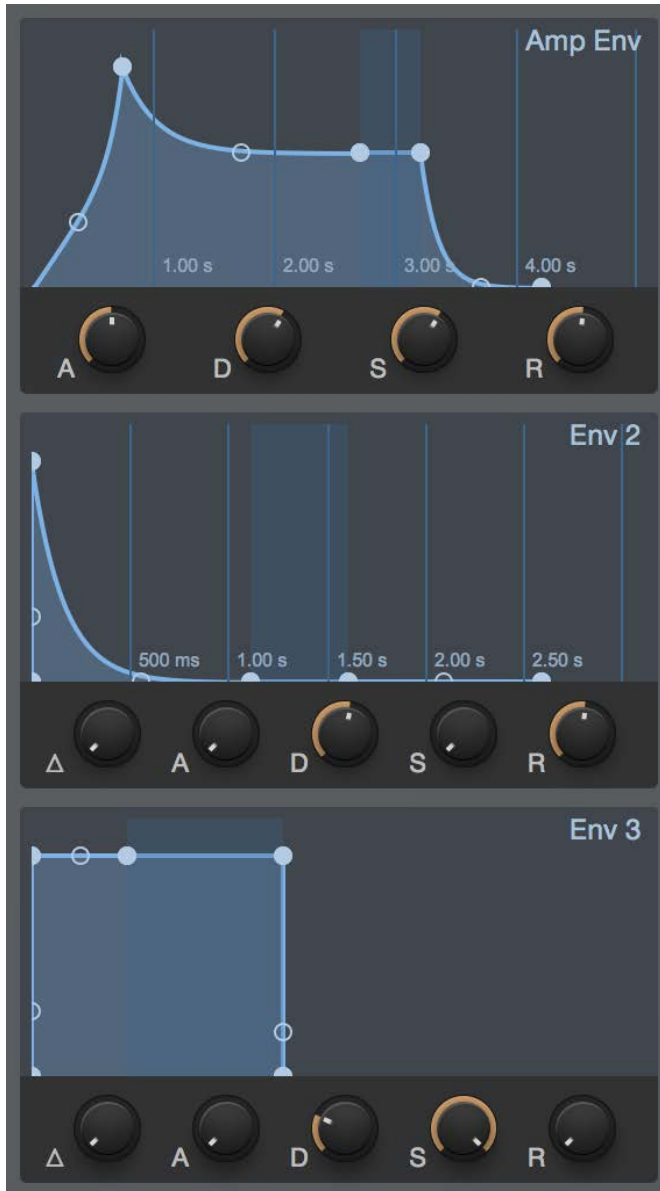 Amp Env
1.00 s 2.00 s 3.00 s 4.00 s
A D S R
Env 2
500 ms 1.00 s 1.50 s 2.00 s 2.50 s
Δ A D S R
Env 3
Δ A D S R